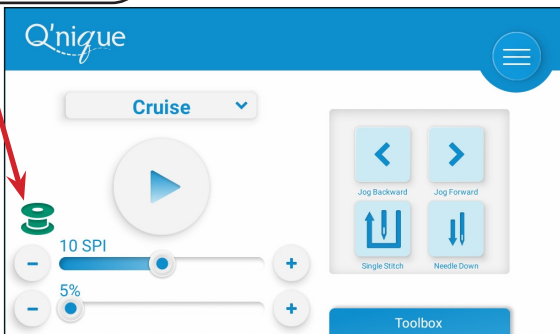 Q'nique
Cruise
10 SPI
5%
Jog Backward
Jog Forward
Single Stitch
Needle Down
Toolbox